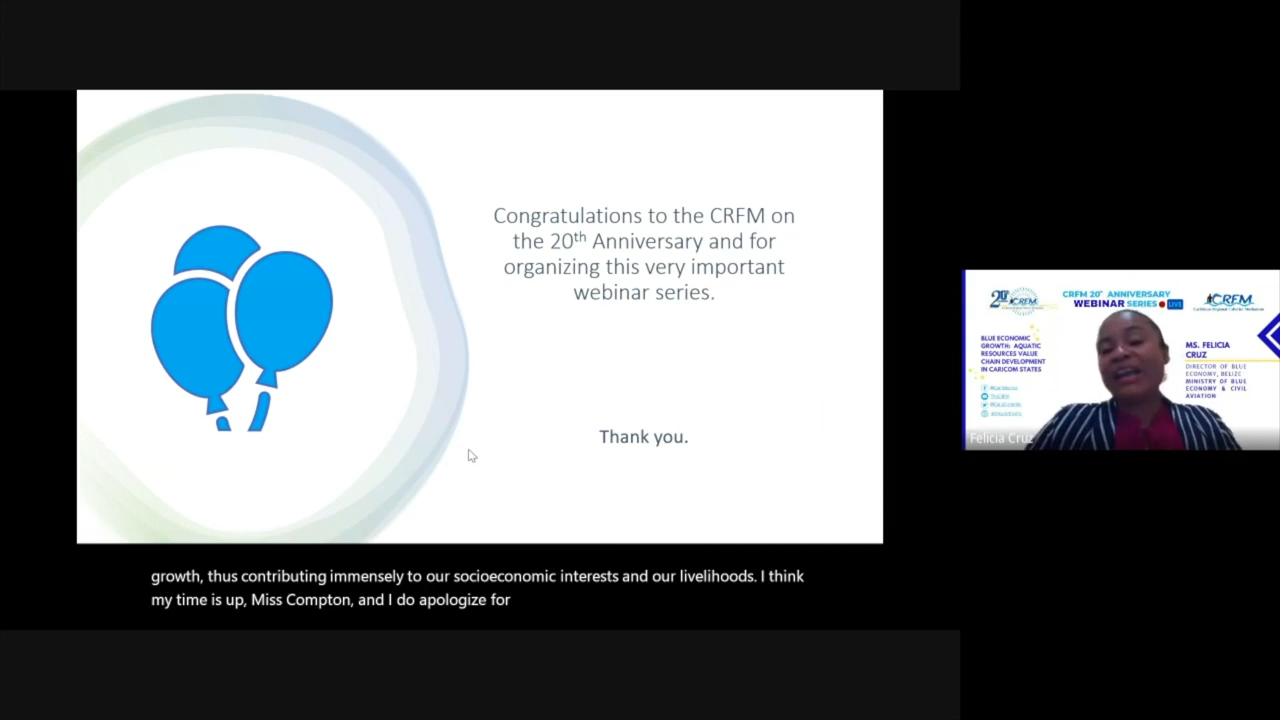 Congratulations to the CRFM on
the 20th Anniversary and for
organizing this very important
webinar series.
Thank you.
growth, thus contributing immensely to our socioeconomic interests and our livelihoods. I think
my time is up, Miss Compton, and I do apologize for
CRFM 20th ANNIVERSARY
WEBINAR SERIES LIVE
CRFM
CRFM
BLUE ECONOMIC
GROWTH: AQUATIC
RESOURCES VALUE
CHAIN DEVELOPMENT
IN CARICOM STATES
MS. FELICIA
CRUZ
DIRECTOR OF BLUE
ECONOMY, BELIZE
MINISTRY OF BLUE
ECONOMY & CIVIL
AVIATION
Felicia Cruz